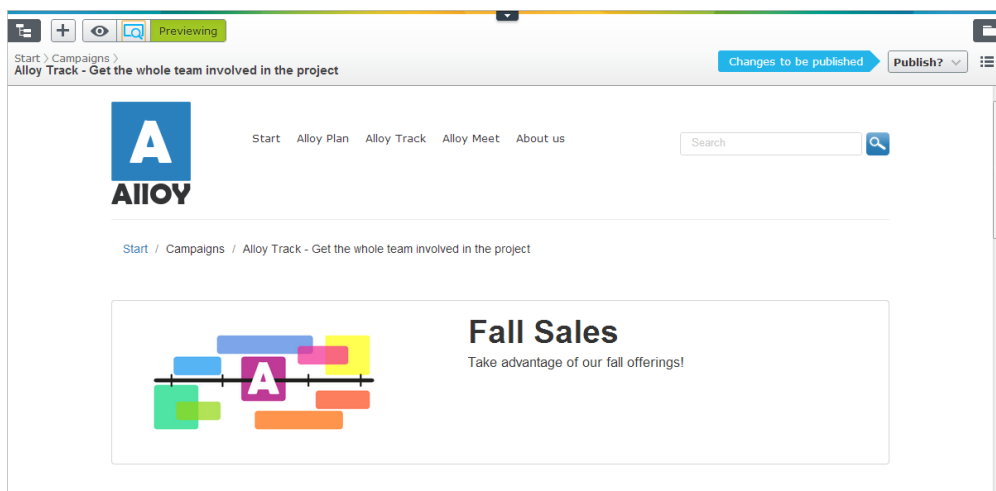 Previewing
Start > Campaigns >
Alloy Track - Get the whole team involved in the project
Changes to be published
Publish?
A
AllOY
Start Alloy Plan Alloy Track Alloy Meet About us
Search
Start / Campaigns / Alloy Track - Get the whole team involved in the project
A
Fall Sales
Take advantage of our fall offerings!